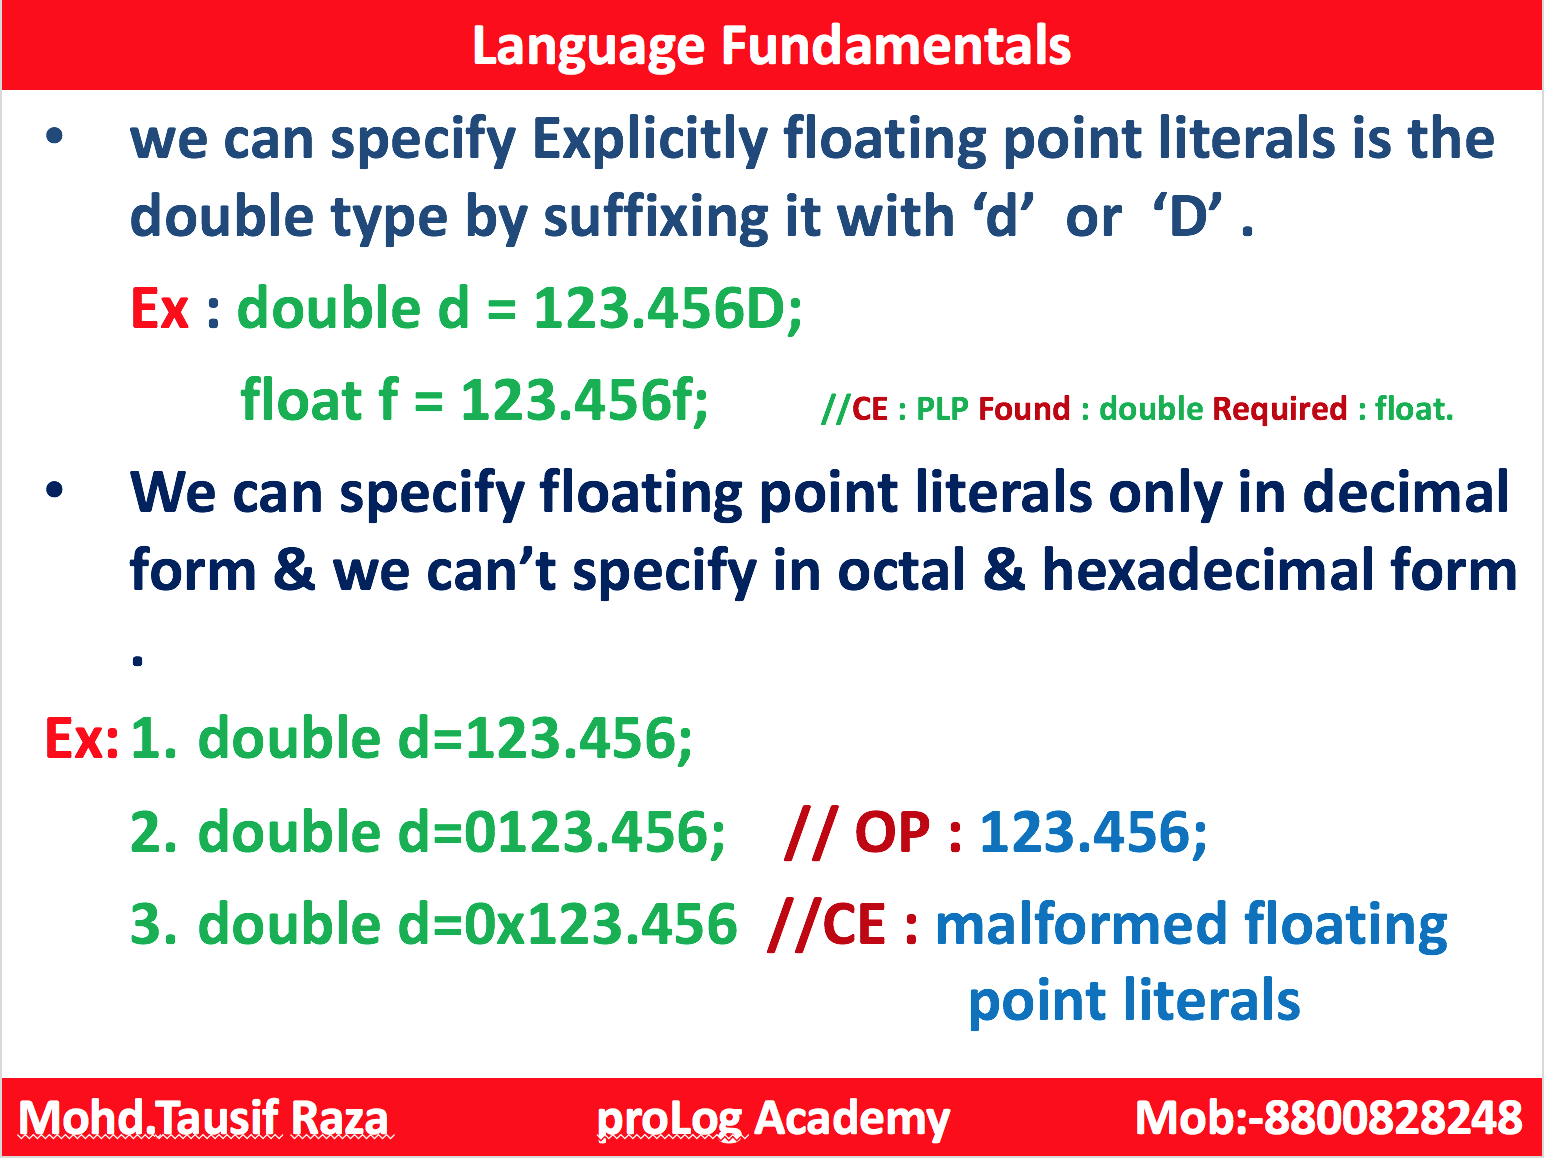 Language Fundamentals
• we can specify Explicitly floating point literals is the
double type by suffixing it with ‘d’ or ‘D’ .
Ex : double d = 123.456D;
float f = 123.456f; //CE : PLP Found : double Required : float.
• We can specify floating point literals only in decimal
form & we can’t specify in octal & hexadecimal form
.
Ex: 1. double d=123.456;
2. double d=0123.456; // OP : 123.456;
3. double d=0x123.456 //CE : malformed floating
point literals
Mohd.Tausif Raza proLog Academy Mob:-8800828248